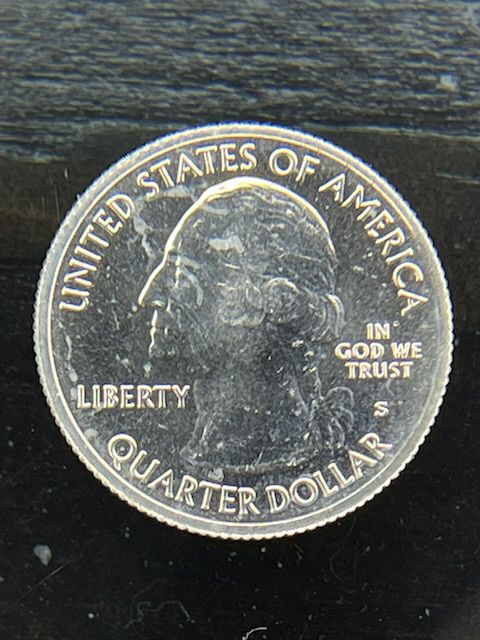 UNITED STATES OF AMERICA
IN
GOD WE
TRUST
LIBERTY
S
QUARTER DOLLAR